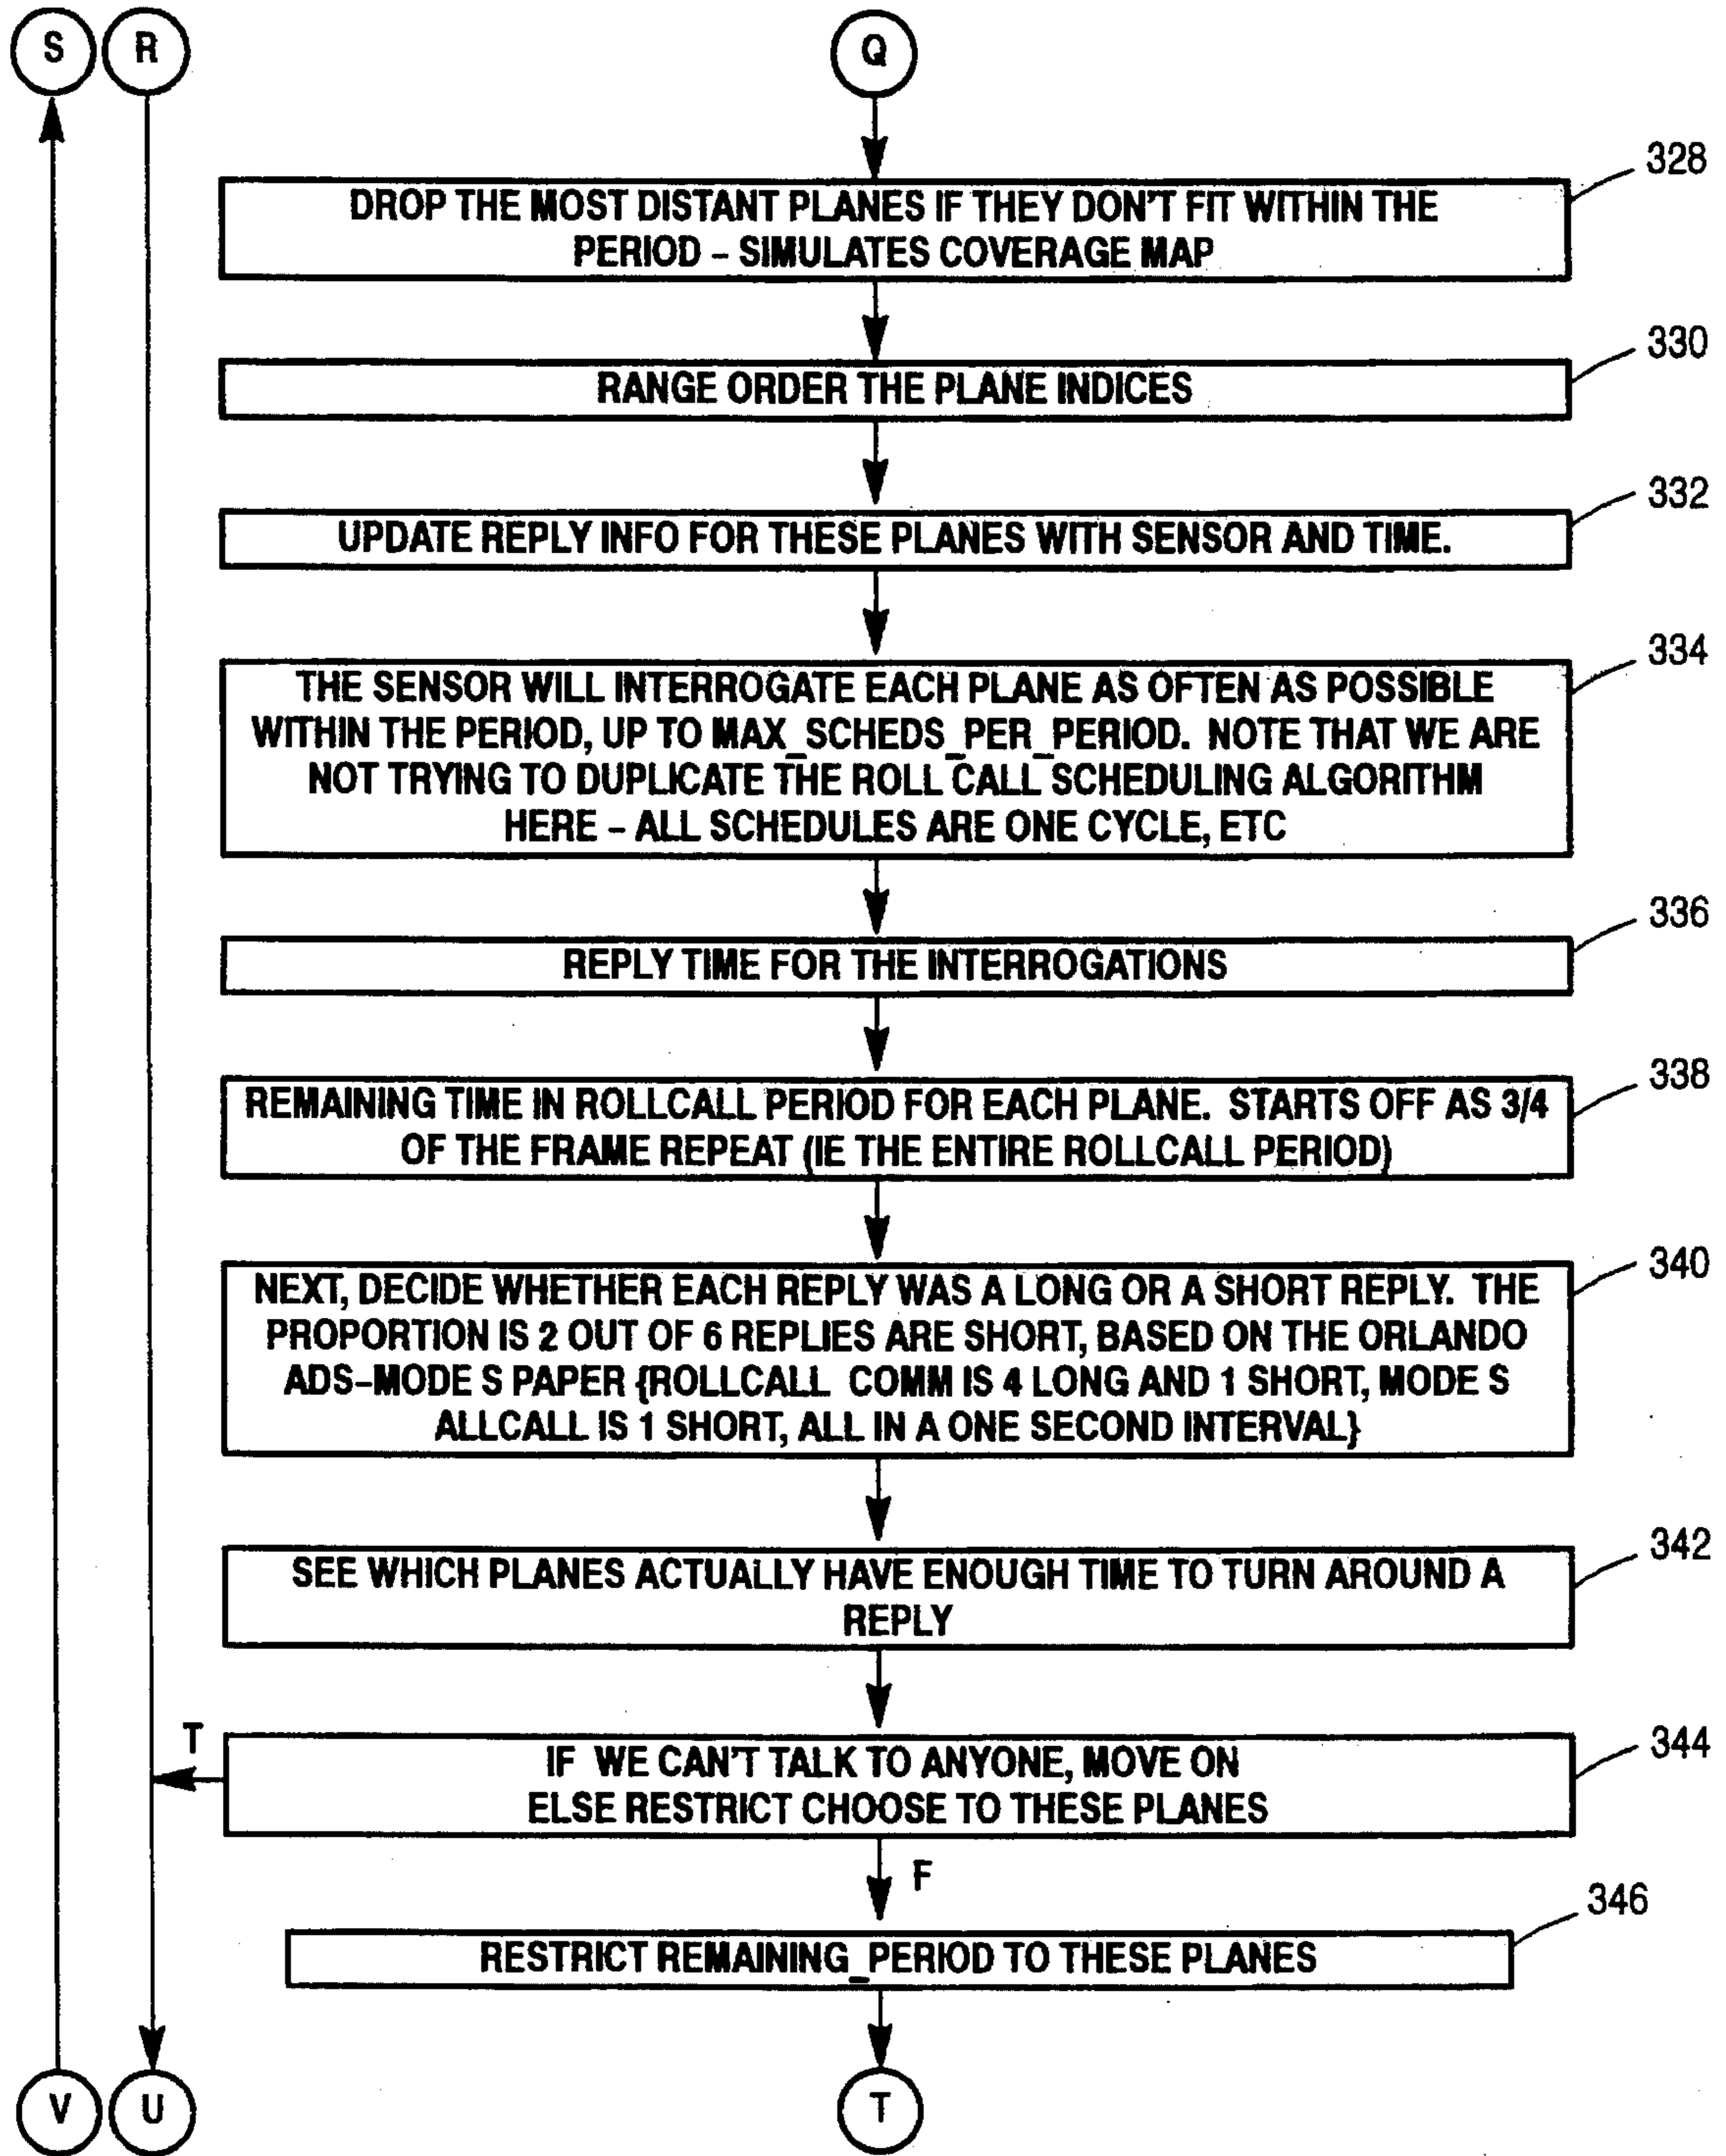 S R Q
328
DROP THE MOST DISTANT PLANES IF THEY DON'T FIT WITHIN THE
PERIOD – SIMULATES COVERAGE MAP
330
RANGE ORDER THE PLANE INDICES
332
UPDATE REPLY INFO FOR THESE PLANES WITH SENSOR AND TIME.
334
THE SENSOR WILL INTERROGATE EACH PLANE AS OFTEN AS POSSIBLE
WITHIN THE PERIOD, UP TO MAX_SCHEDS_PER_PERIOD. NOTE THAT WE ARE
NOT TRYING TO DUPLICATE THE ROLL CALL SCHEDULING ALGORITHM
HERE – ALL SCHEDULES ARE ONE CYCLE, ETC
336
REPLY TIME FOR THE INTERROGATIONS
338
REMAINING TIME IN ROLLCALL PERIOD FOR EACH PLANE. STARTS OFF AS 3/4
OF THE FRAME REPEAT (IE THE ENTIRE ROLLCALL PERIOD)
340
NEXT, DECIDE WHETHER EACH REPLY WAS A LONG OR A SHORT REPLY. THE
PROPORTION IS 2 OUT OF 6 REPLIES ARE SHORT, BASED ON THE ORLANDO
ADS–MODE S PAPER {ROLLCALL COMM IS 4 LONG AND 1 SHORT, MODE S
ALLCALL IS 1 SHORT, ALL IN A ONE SECOND INTERVAL}
342
SEE WHICH PLANES ACTUALLY HAVE ENOUGH TIME TO TURN AROUND A
REPLY
344
T
IF WE CAN'T TALK TO ANYONE, MOVE ON
ELSE RESTRICT CHOOSE TO THESE PLANES
F
346
RESTRICT REMAINING_PERIOD TO THESE PLANES
V U T